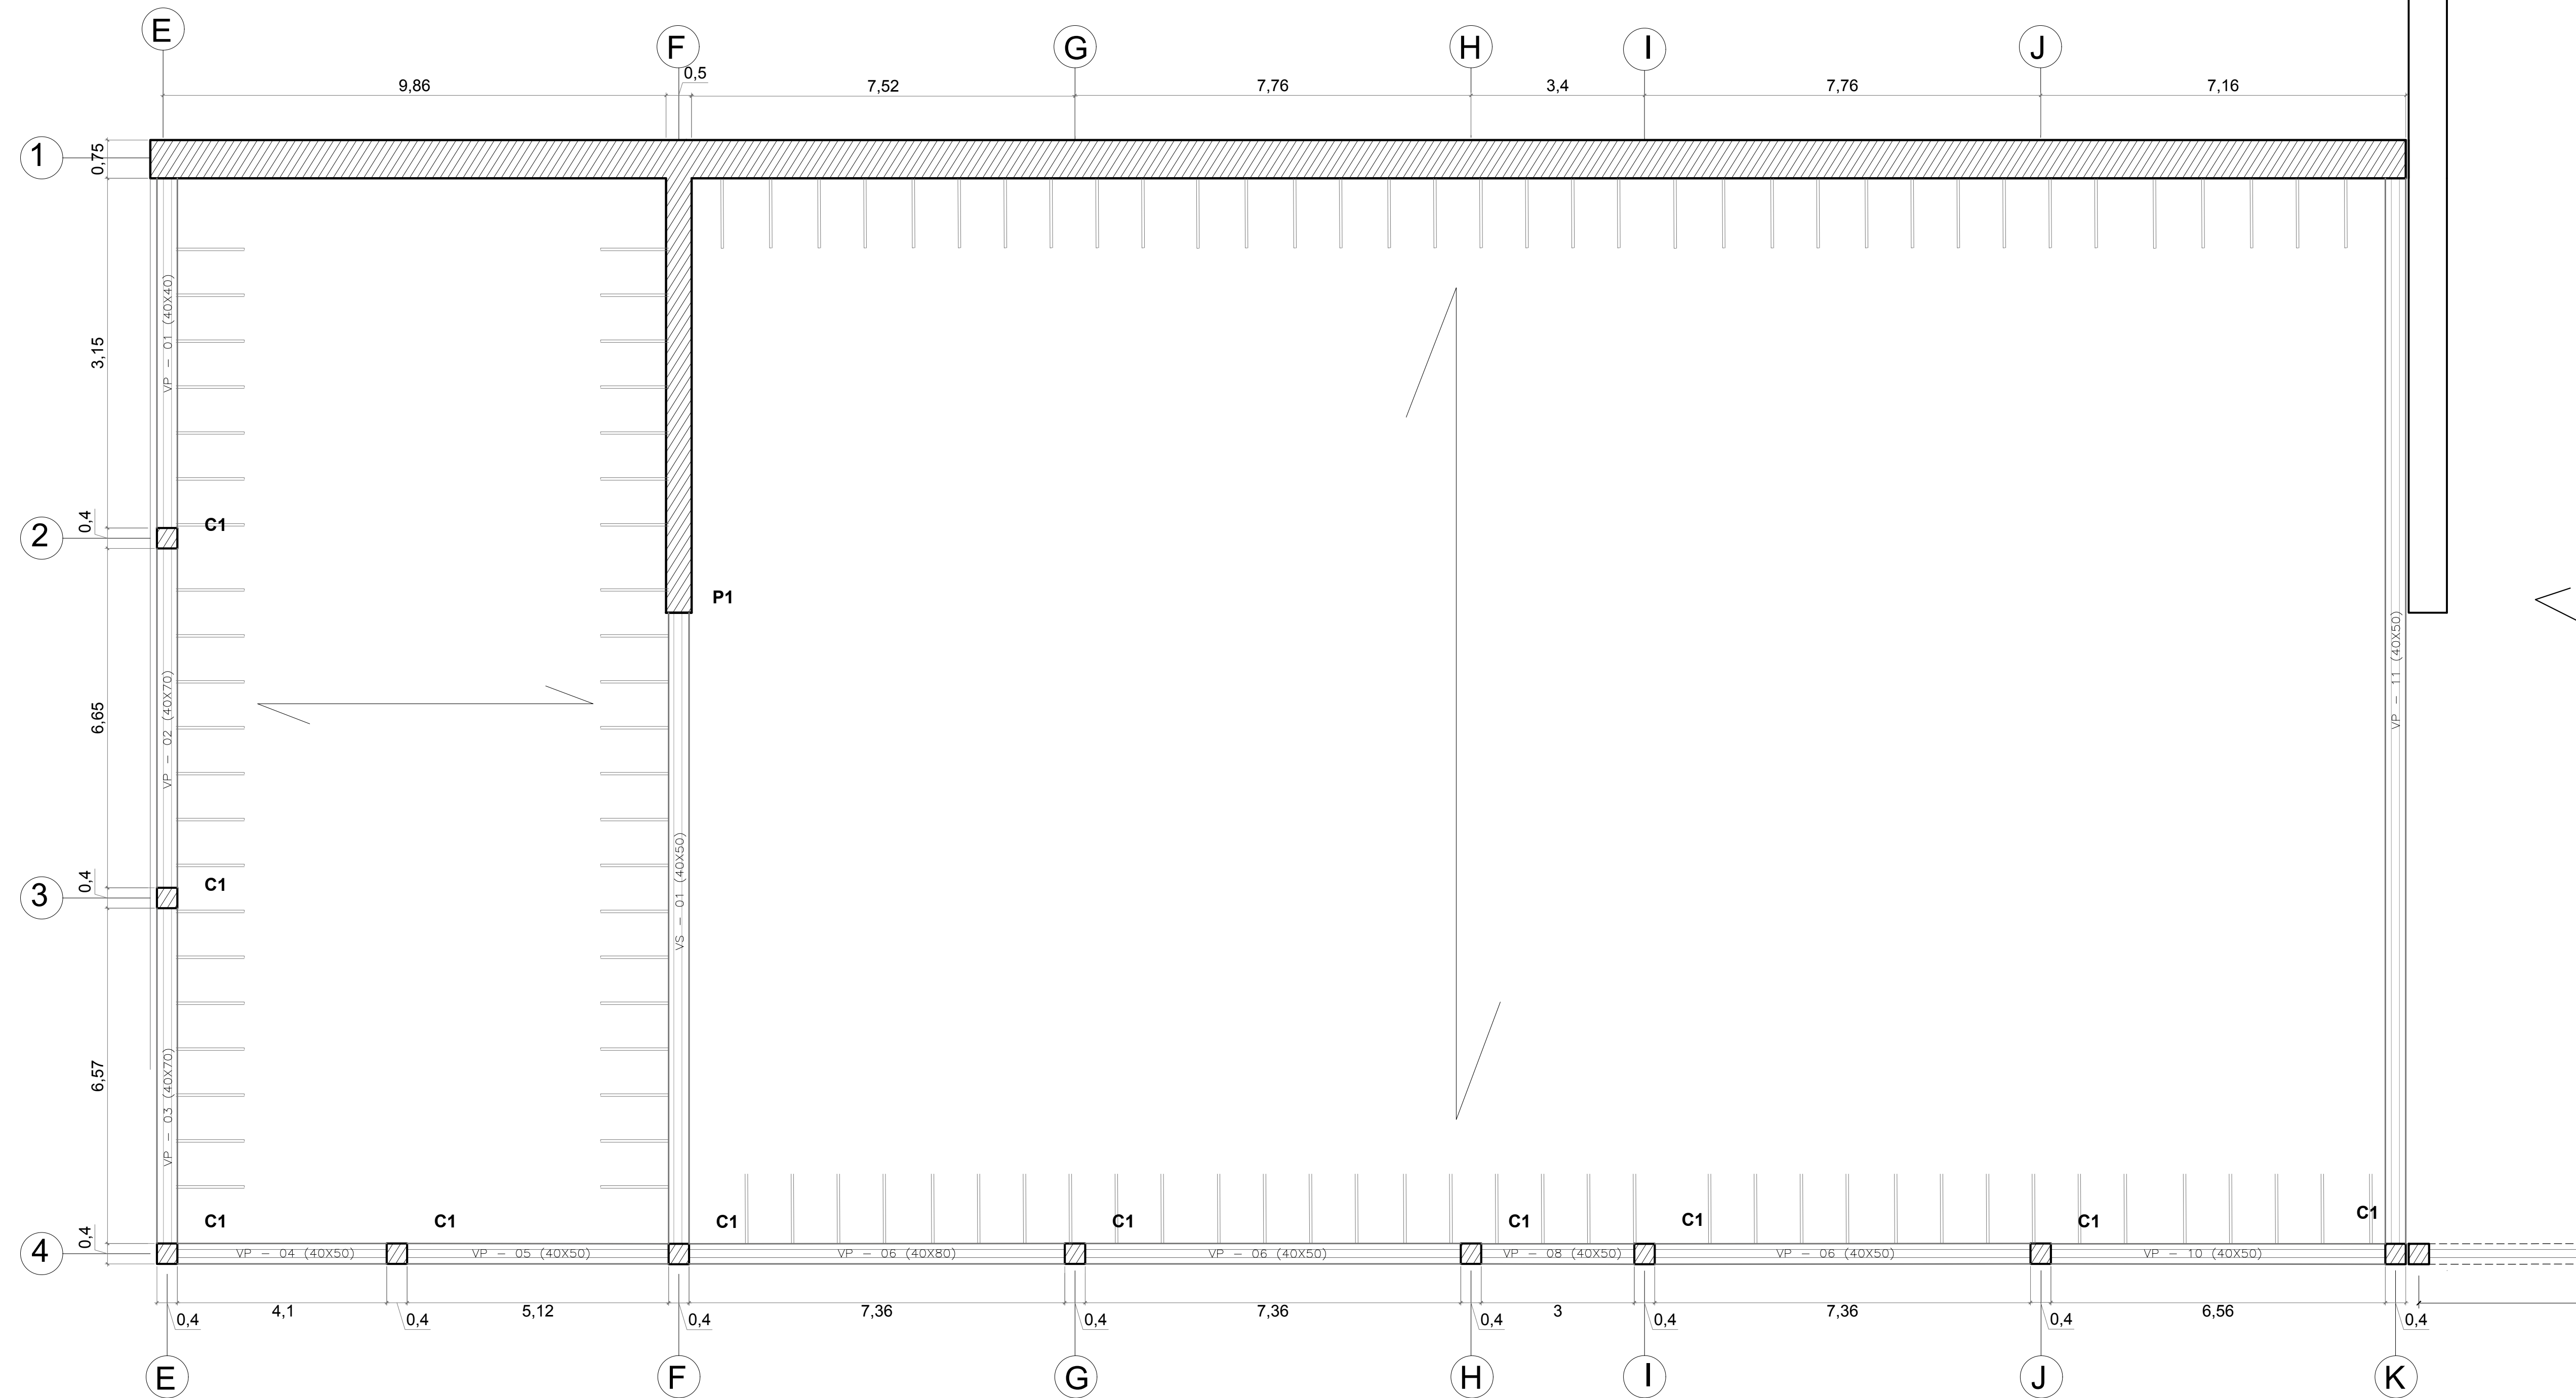 E
F
G
H
I
J
9,86
0,5
7,52
7,76
3,4
7,76
7,16
1
0,75
VP - 01 (40X40)
3,15
2
0,4
C1
P1
VP - 02 (40X70)
6,65
VP - 11 (40X50)
VS - 01 (40X50)
3
0,4
C1
VP - 03 (40X70)
6,57
4
0,4
C1
C1
C1
C1
C1
C1
C1
C1
VP - 04 (40X50)
VP - 05 (40X50)
VP - 06 (40X80)
VP - 06 (40X50)
VP - 08 (40X50)
VP - 06 (40X50)
VP - 10 (40X50)
0,4
4,1
0,4
5,12
0,4
7,36
0,4
7,36
0,4
3
0,4
7,36
0,4
6,56
0,4
E
F
G
H
I
J
K